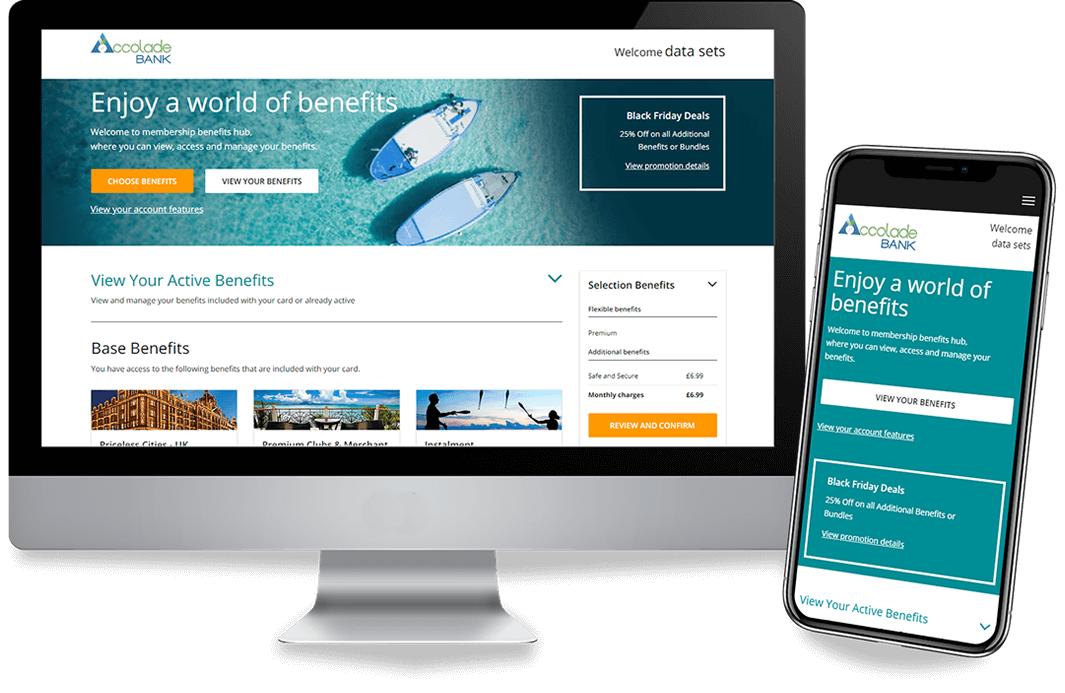 Accolade
BANK
Welcome data sets
Enjoy a world of benefits
Welcome to membership benefits hub,
where you can view, access and manage your benefits.
CHOOSE BENEFITS
VIEW YOUR BENEFITS
View your account features
Black Friday Deals
25% Off on all Additional
Benefits or Bundles
View promotion details
View Your Active Benefits
View and manage your benefits included with your card or already active
Base Benefits
You have access to the following benefits that are included with your card.
Priceless Cities - UK
Premium Clubs & Merchant
Instalment
Selection Benefits
Flexible benefits
Premium
Additional benefits
Safe and Secure £6.99
Monthly charges £6.99
REVIEW AND CONFIRM
Accolade
BANK
Welcome
data sets
Enjoy a world of
benefits
Welcome to membership benefits hub,
where you can view, access and manage your
benefits.
VIEW YOUR BENEFITS
View your account features
Black Friday Deals
25% Off on all Additional Benefits or
Bundles
View promotion details
View Your Active Benefits